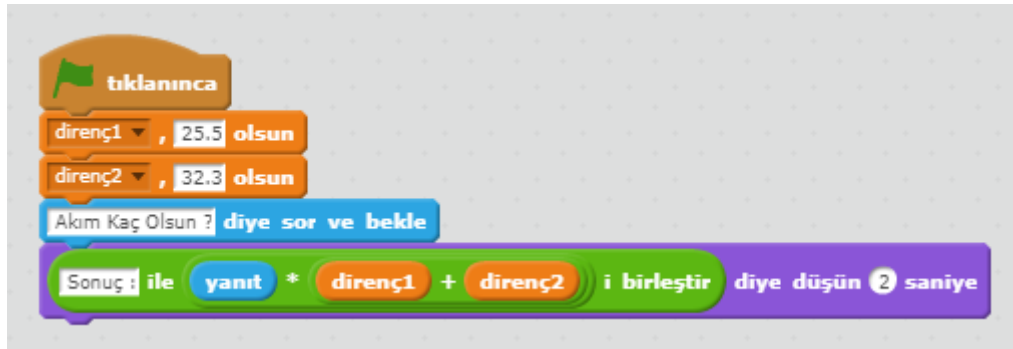 tıklanınca
direnç1 , 25.5 olsun
direnç2 , 32.3 olsun
Akım Kaç Olsun ? diye sor ve bekle
Sonuç : ile yanıt * direnç1 + direnç2 i birleştir diye düşün 2 saniye